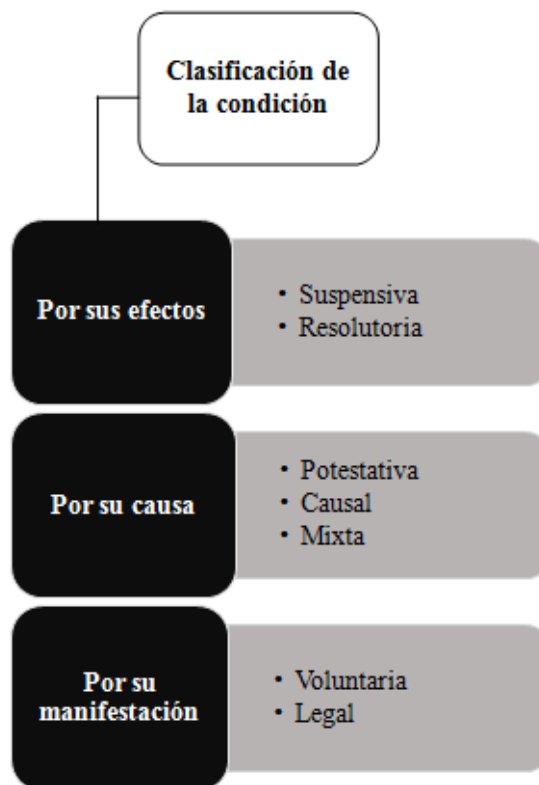 Clasificación de
la condición
Por sus efectos
• Suspensiva
• Resolutoria
Por su causa
• Potestativa
• Causal
• Mixta
Por su
manifestación
• Voluntaria
• Legal